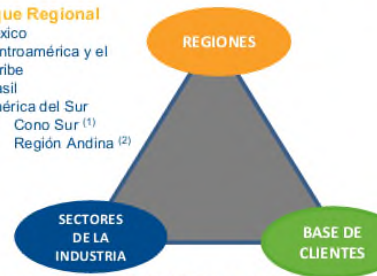 que Regional
xico
ntroamérica y el
ribe
asil
érica del Sur
Cono Sur (1)
Región Andina (2)
REGIONES
SECTORES
DE LA
INDUSTRIA
BASE DE
CLIENTES